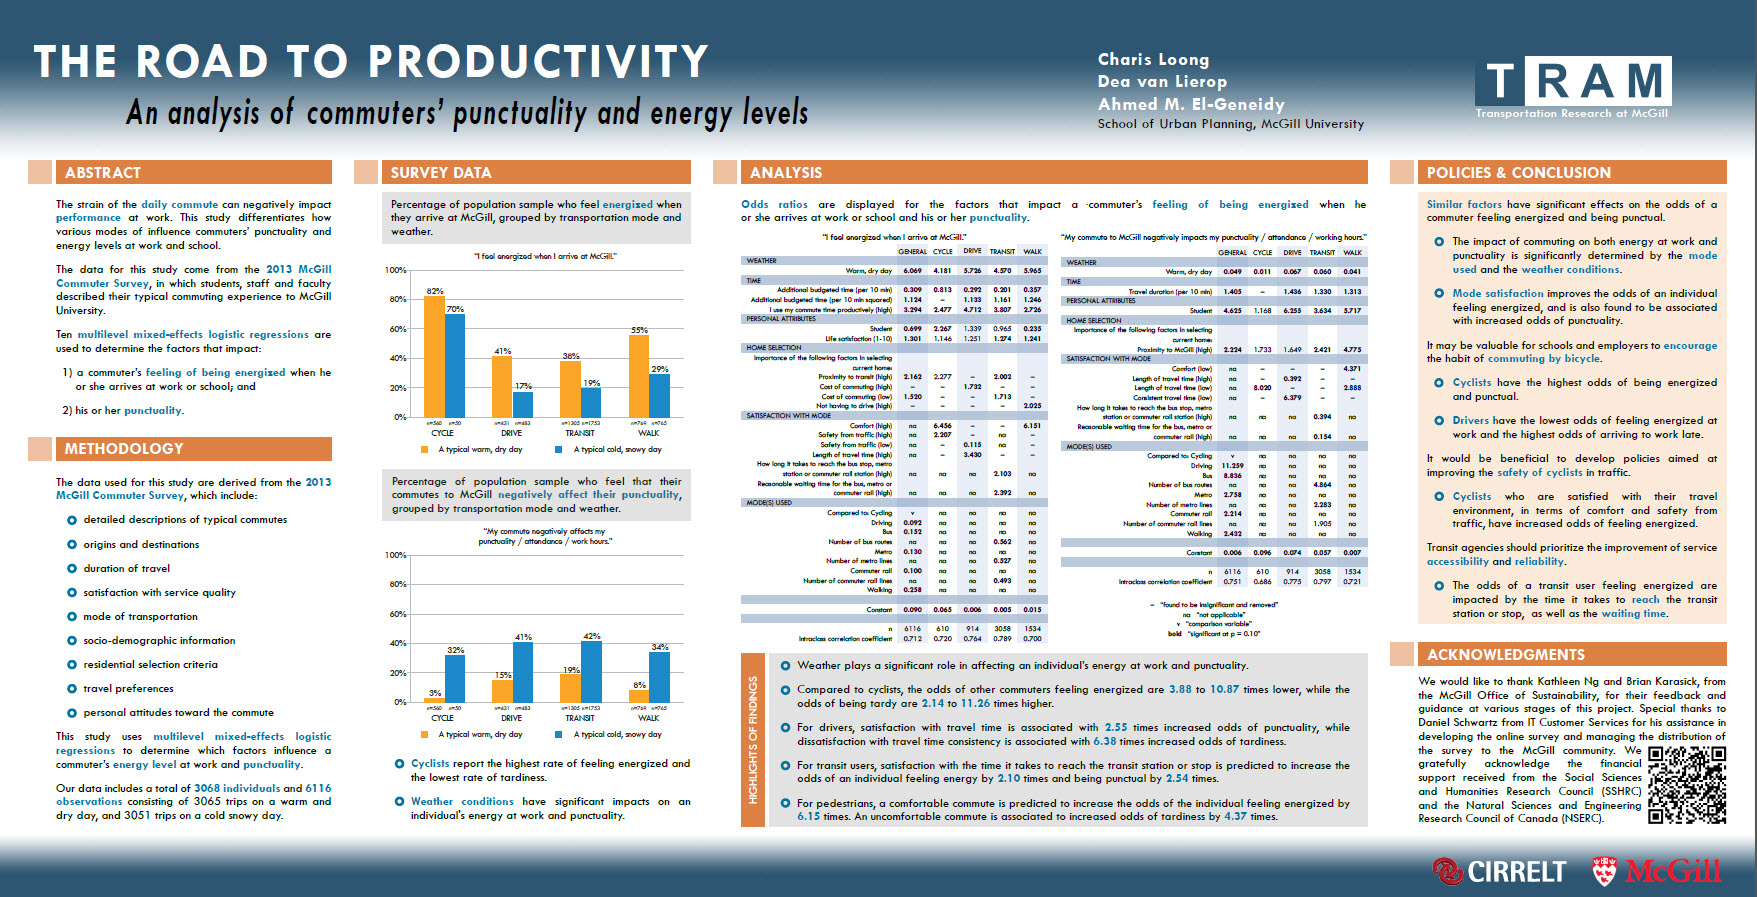 THE ROAD TO PRODUCTIVITY
An analysis of commuters' punctuality and energy levels
Charis Loong
Dea van Lierop
Ahmed M. El-Geneidy
School of Urban Planning, McGill University
TRAM
Transportation Research at McGill
ABSTRACT
The strain of the daily commute can negatively impact
performance at work. This study differentiates how
various modes of influence commuters' punctuality and
energy levels at work and school.
The data for this study come from the 2013 McGill
Commuter Survey, in which students, staff and faculty
described their typical commuting experience to McGill
University.
Ten multilevel mixed-effects logistic regressions are
used to determine the factors that impact:
1) a commuter's feeling of being energized when he
or she arrives at work or school; and
2) his or her punctuality.
METHODOLOGY
The data used for this study are derived from the 2013
McGill Commuter Survey, which include:
detailed descriptions of typical commutes
origins and destinations
duration of travel
satisfaction with service quality
mode of transportation
socio-demographic information
residential selection criteria
travel preferences
personal attitudes toward the commute
This study uses multilevel mixed-effects logistic
regressions to determine which factors influence a
commuter's energy level at work and punctuality.
Our data includes a total of 3068 individuals and 6116
observations consisting of 3065 trips on a warm and
dry day, and 3051 trips on a cold snowy day.
SURVEY DATA
Percentage of population sample who feel energized when
they arrive at McGill, grouped by transportation mode and
weather.
"I feel energized when I arrive at McGill."
100%
80%
60%
40%
20%
0%
82% 70% 41% 17% 38% 19% 55% 29%
n=560 n=50 n=431 n=483 n=1305 n=1753 n=769 n=765
CYCLE DRIVE TRANSIT WALK
A typical warm, dry day A typical cold, snowy day
Percentage of population sample who feel that their
commutes to McGill negatively affect their punctuality,
grouped by transportation mode and weather.
"My commute negatively affects my
punctuality / attendance / work hours."
100%
80%
60%
40%
20%
0%
3% 32% 15% 41% 19% 42% 8% 34%
n=560 n=50 n=431 n=483 n=1305 n=1753 n=769 n=765
CYCLE DRIVE TRANSIT WALK
A typical warm, dry day A typical cold, snowy day
Cyclists report the highest rate of feeling energized and
the lowest rate of tardiness.
Weather conditions have significant impacts on an
individual's energy at work and punctuality.
ANALYSIS
Odds ratios are displayed for the factors that impact a commuter's feeling of being energized when he
or she arrives at work or school and his or her punctuality.
"I feel energized when I arrive at McGill."
GENERAL CYCLE DRIVE TRANSIT WALK
WEATHER
Warm, dry day 6.069 4.181 5.726 4.570 5.965
TIME
Additional budgeted time (per 10 min) 0.309 0.813 0.292 0.201 0.357
Additional budgeted time (per 10 min squared) 1.124 – 1.133 1.161 1.246
I use my commute time productively (high) 3.294 2.477 4.712 3.807 2.726
PERSONAL ATTRIBUTES
Student 0.699 2.267 1.339 0.965 0.235
Life satisfaction (1-10) 1.301 1.146 1.251 1.274 1.241
HOME SELECTION
Importance of the following factors in selecting
current home:
Proximity to transit (high) 2.162 2.277 – 2.002 –
Cost of commuting (high) – – 1.732 – –
Cost of commuting (low) 1.520 – – 1.713 –
Not having to drive (high) – – – – 2.025
SATISFACTION WITH MODE
Comfort (high) na 6.456 – – 6.151
Safety from traffic (high) na 2.207 – na –
Safety from traffic (low) na – 0.115 na –
Length of travel time (high) na – 3.430 – –
How long it takes to reach the bus stop, metro
station or commuter rail station (high) na na na 2.103 na
Reasonable waiting time for the bus, metro or
commuter rail (high) na na na 2.392 na
MODE(S) USED
Compared to: Cycling v na na na na
Driving 0.092 na na na na
Bus 0.152 na na na na
Number of bus routes na na na 0.562 na
Metro 0.130 na na na na
Number of metro lines na na na 0.527 na
Commuter rail 0.100 na na na na
Number of commuter rail lines na na na 0.493 na
Walking 0.258 na na na na
Constant 0.090 0.065 0.006 0.005 0.015
n 6116 610 914 3058 1534
Intraclass correlation coefficient 0.712 0.720 0.764 0.789 0.700
"My commute to McGill negatively impacts my punctuality / attendance / working hours."
GENERAL CYCLE DRIVE TRANSIT WALK
WEATHER
Warm, dry day 0.049 0.011 0.067 0.060 0.041
TIME
Travel duration (per 10 min) 1.405 – 1.436 1.330 1.313
PERSONAL ATTRIBUTES
Student 4.625 1.168 6.255 3.634 5.717
HOME SELECTION
Importance of the following factors in selecting
current home:
Proximity to McGill (high) 2.224 1.733 1.649 2.421 4.775
SATISFACTION WITH MODE
Comfort (low) na – – – 4.371
Length of travel time (high) na – 0.392 – –
Length of travel time (low) na 8.020 – – 2.888
Consistent travel time (low) na – 6.379 – –
How long it takes to reach the bus stop, metro
station or commuter rail station (high) na na na 0.394 na
Reasonable waiting time for the bus, metro or
commuter rail (high) na na na 0.154 na
MODE(S) USED
Compared to: Cycling v na na na na
Driving 11.259 na na na na
Bus 8.836 na na na na
Number of bus routes na na na 4.864 na
Metro 2.758 na na na na
Number of metro lines na na na 2.283 na
Commuter rail 2.214 na na na na
Number of commuter rail lines na na na 1.905 na
Walking 2.432 na na na na
Constant 0.006 0.096 0.074 0.057 0.007
n 6116 610 914 3058 1534
Intraclass correlation coefficient 0.751 0.686 0.775 0.797 0.721
– "found to be insignificant and removed"
na "not applicable"
v "comparison variable"
bold "significant at p = 0.10"
HIGHLIGHTS OF FINDINGS
Weather plays a significant role in affecting an individual's energy at work and punctuality.
Compared to cyclists, the odds of other commuters feeling energized are 3.88 to 10.87 times lower, while the
odds of being tardy are 2.14 to 11.26 times higher.
For drivers, satisfaction with travel time is associated with 2.55 times increased odds of punctuality, while
dissatisfaction with travel time consistency is associated with 6.38 times increased odds of tardiness.
For transit users, satisfaction with the time it takes to reach the transit station or stop is predicted to increase the
odds of an individual feeling energy by 2.10 times and being punctual by 2.54 times.
For pedestrians, a comfortable commute is predicted to increase the odds of the individual feeling energized by
6.15 times. An uncomfortable commute is associated to increased odds of tardiness by 4.37 times.
POLICIES & CONCLUSION
Similar factors have significant effects on the odds of a
commuter feeling energized and being punctual.
The impact of commuting on both energy at work and
punctuality is significantly determined by the mode
used and the weather conditions.
Mode satisfaction improves the odds of an individual
feeling energized, and is also found to be associated
with increased odds of punctuality.
It may be valuable for schools and employers to encourage
the habit of commuting by bicycle.
Cyclists have the highest odds of being energized
and punctual.
Drivers have the lowest odds of feeling energized at
work and the highest odds of arriving to work late.
It would be beneficial to develop policies aimed at
improving the safety of cyclists in traffic.
Cyclists who are satisfied with their travel
environment, in terms of comfort and safety from
traffic, have increased odds of feeling energized.
Transit agencies should prioritize the improvement of service
accessibility and reliability.
The odds of a transit user feeling energized are
impacted by the time it takes to reach the transit
station or stop, as well as the waiting time.
ACKNOWLEDGMENTS
We would like to thank Kathleen Ng and Brian Karasick, from
the McGill Office of Sustainability, for their feedback and
guidance at various stages of this project. Special thanks to
Daniel Schwartz from IT Customer Services for his assistance in
developing the online survey and managing the distribution of
the survey to the McGill community. We
gratefully acknowledge the financial
support received from the Social Sciences
and Humanities Research Council (SSHRC)
and the Natural Sciences and Engineering
Research Council of Canada (NSERC).
CIRRELT
McGill